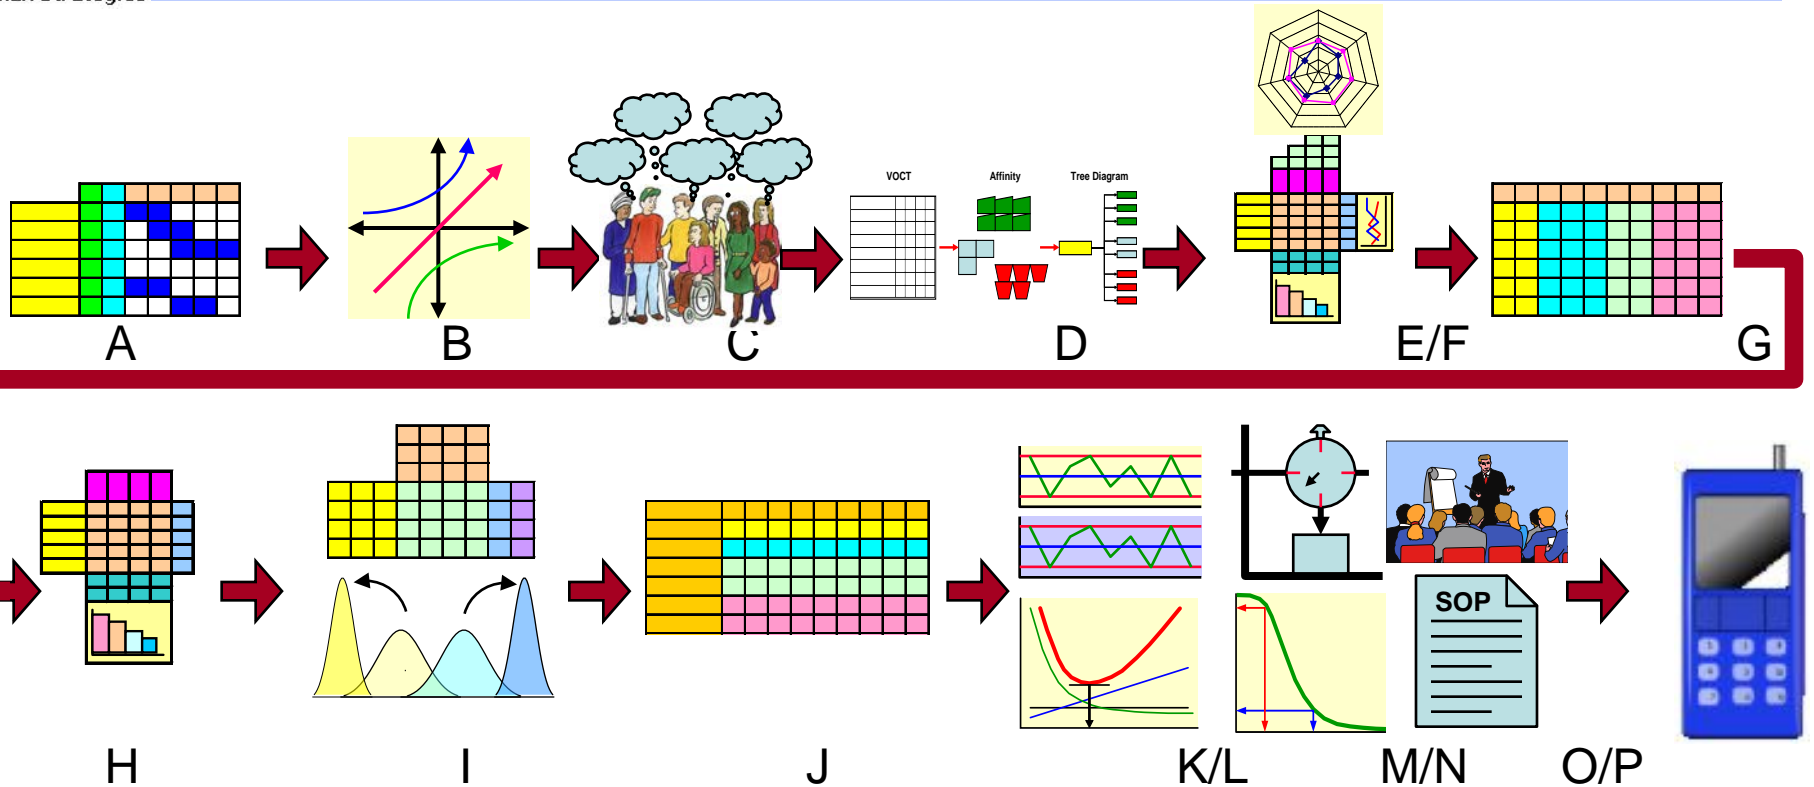 VOCT
Affinity
Tree Diagram
A
B
C
D
E/F
G
SOP
H
I
J
K/L
M/N
O/P